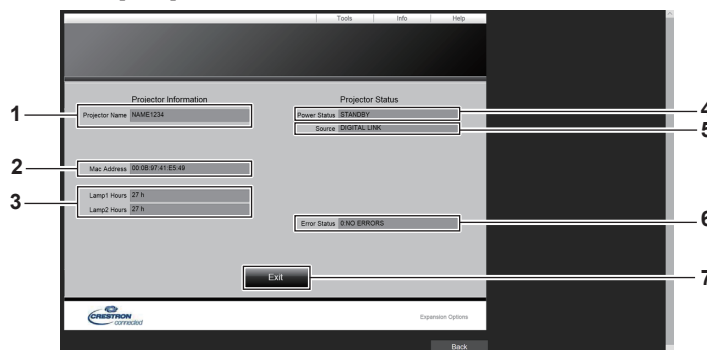 Tools Info Help
Projector Information
Projector Status
1
Projector Name NAME1234
Power Status STANDBY
4
Source DIGITAL LINK
5
2
Mac Address 00:0B:97:41:E5:49
3
Lamp1 Hours 27 h
Lamp2 Hours 27 h
Error Status 0:NO ERRORS
6
Exit
7
CRESTRON
connected
Expansion Options
Back